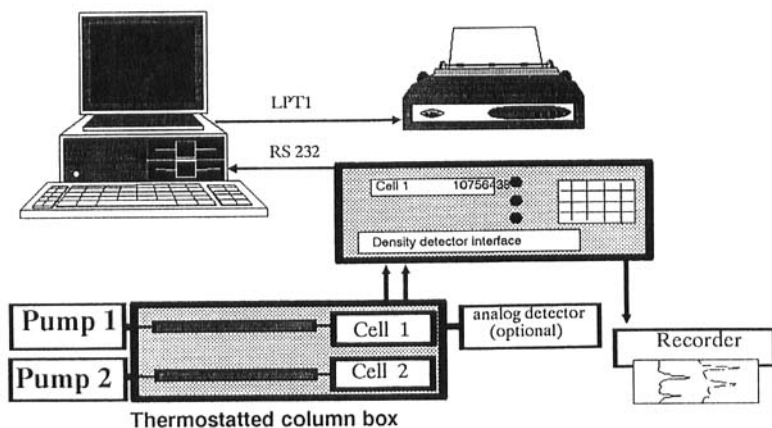 LPT1
RS 232
Cell 1 10756438
Density detector interface
Pump 1
Cell 1
analog detector
(optional)
Recorder
Pump 2
Cell 2
Thermostatted column box